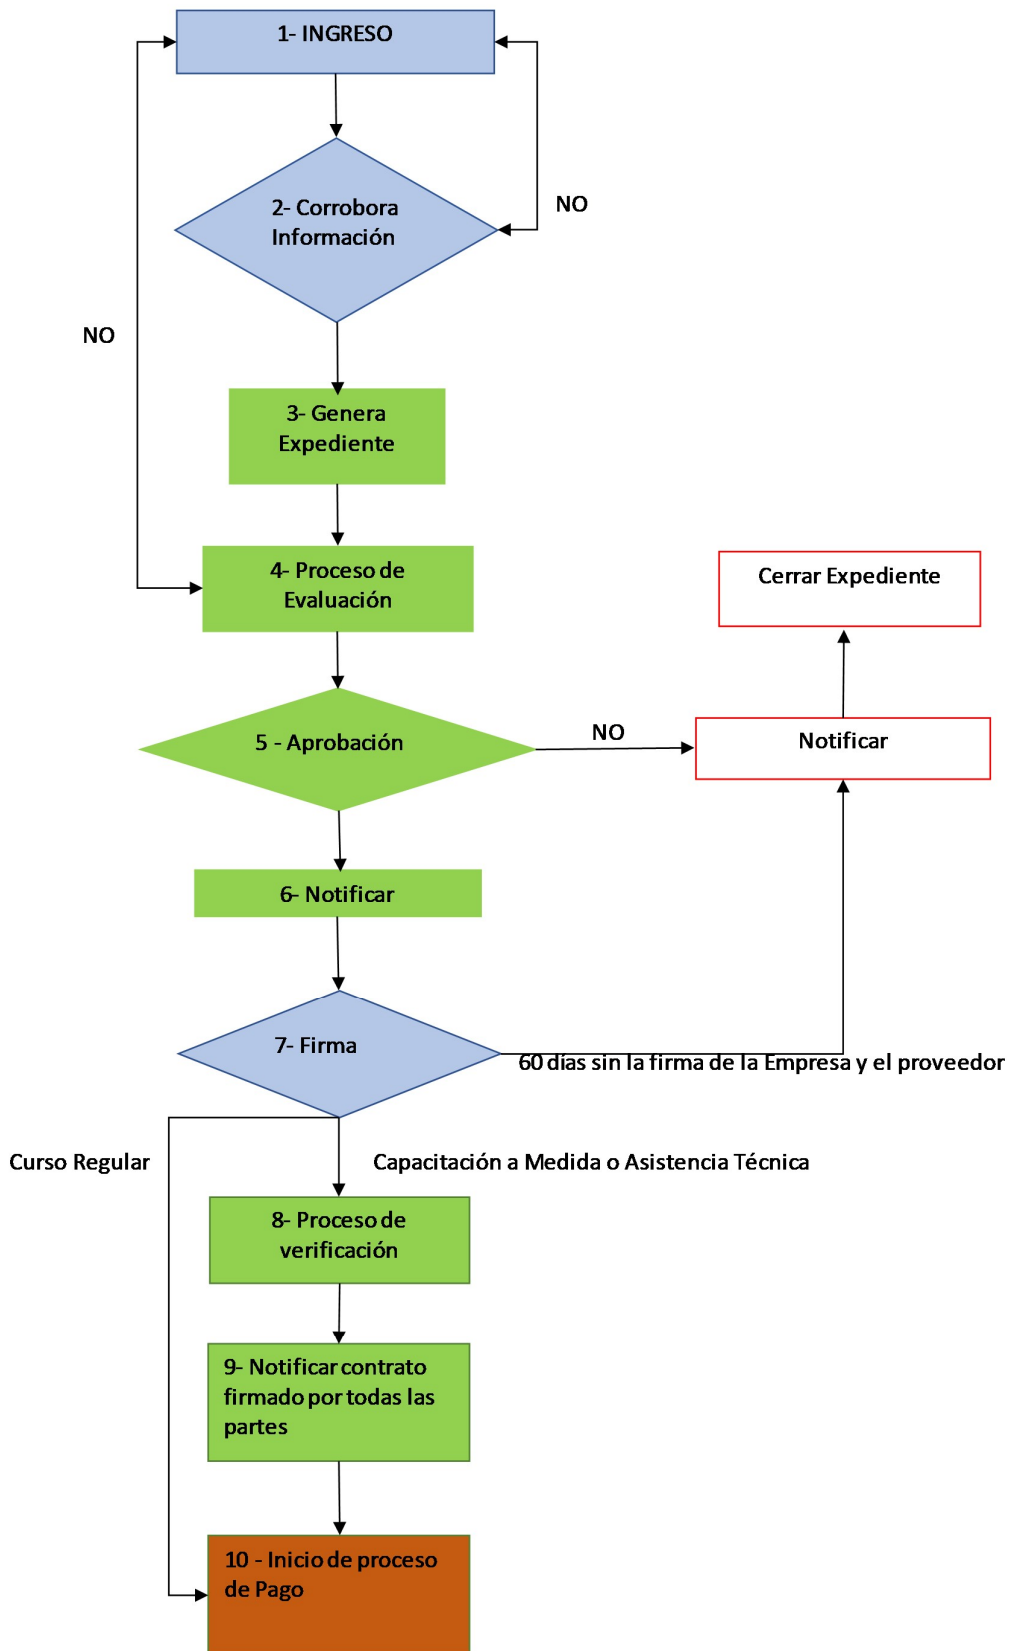 1- INGRESO
2- Corrobora
Información
NO
NO
3- Genera
Expediente
4- Proceso de
Evaluación
Cerrar Expediente
5 - Aprobación
NO
Notificar
6- Notificar
7- Firma
60 días sin la firma de la Empresa y el proveedor
Curso Regular
Capacitación a Medida o Asistencia Técnica
8- Proceso de
verificación
9- Notificar contrato
firmado por todas las
partes
10 - Inicio de proceso
de Pago